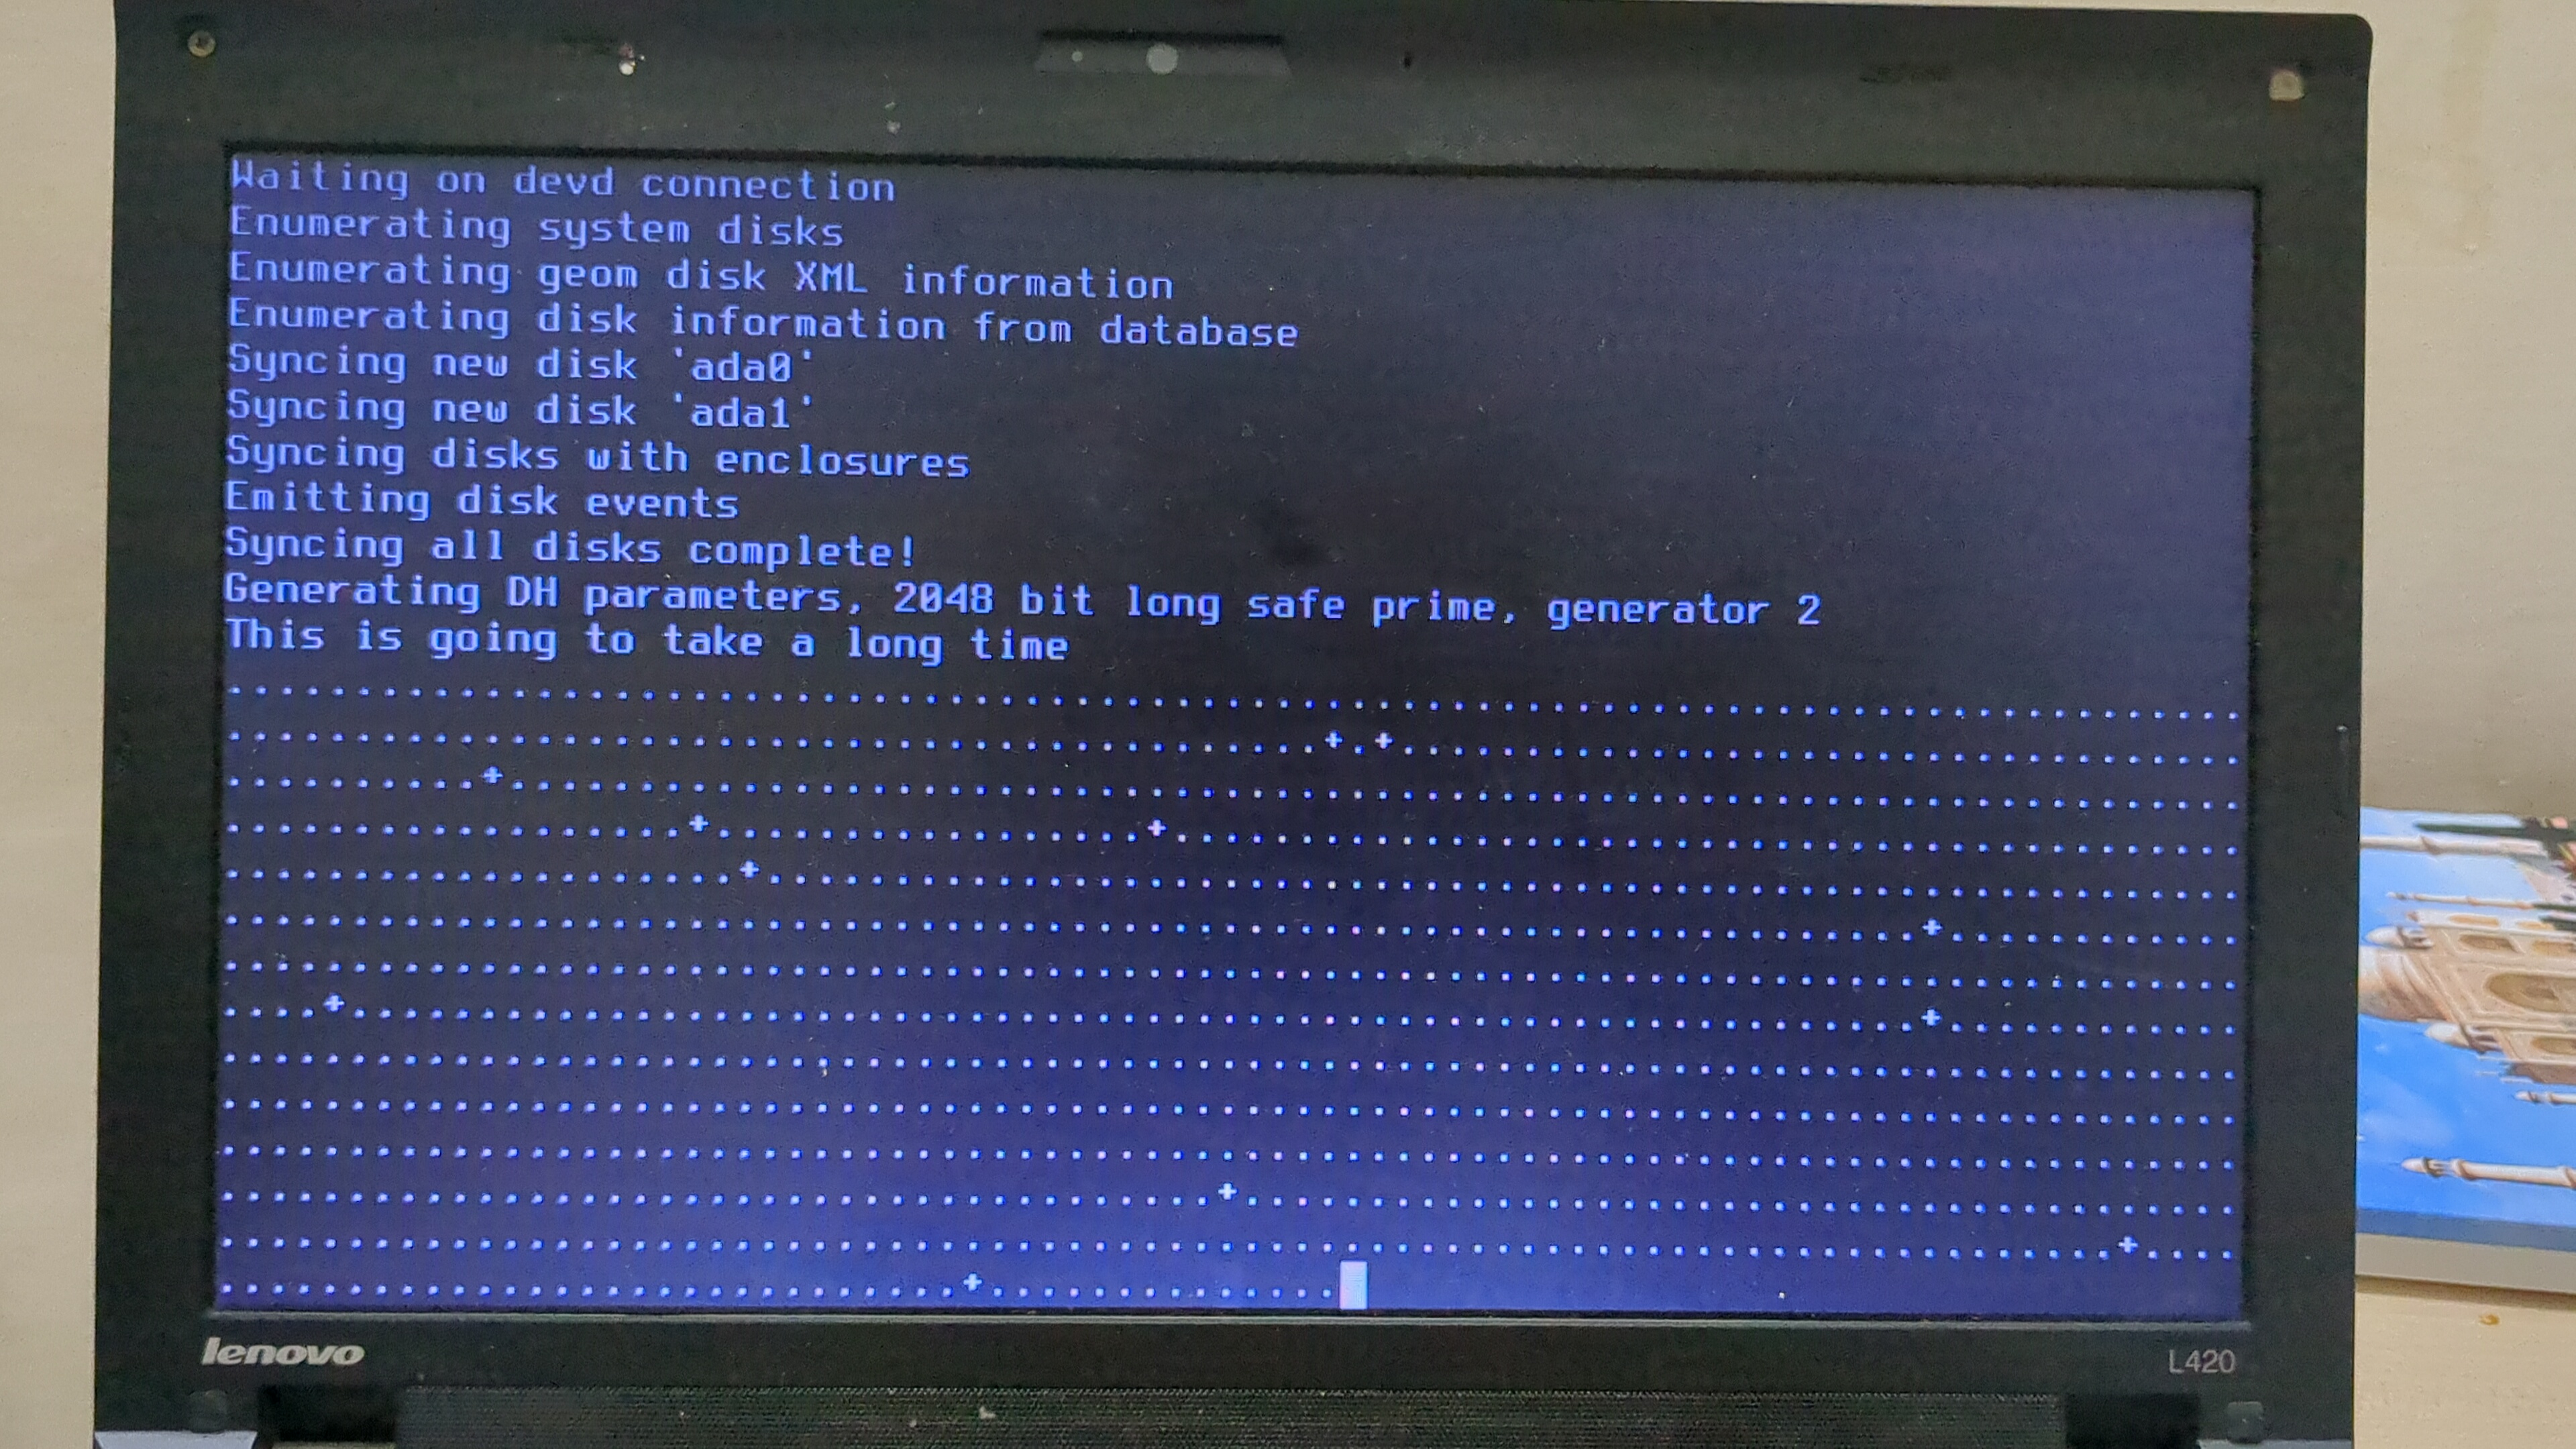 Waiting on devd connection
Enumerating system disks
Enumerating geom disk XML information
Enumerating disk information from database
Syncing new disk 'ada0'
Syncing new disk 'ada1'
Syncing disks with enclosures
Emitting disk events
Syncing all disks complete!
Generating DH parameters, 2048 bit long safe prime, generator 2
This is going to take a long time
................................................................................
...........................................+.+..................................
..........+.....................................................................
..................+.................+...........................................
....................+...........................................................
...................................................................+............
................................................................................
....+..............................................................+............
................................................................................
................................................................................
................................................................................
.......................................+........................................
...........................................................................+....
.............................+..............
lenovo
L420